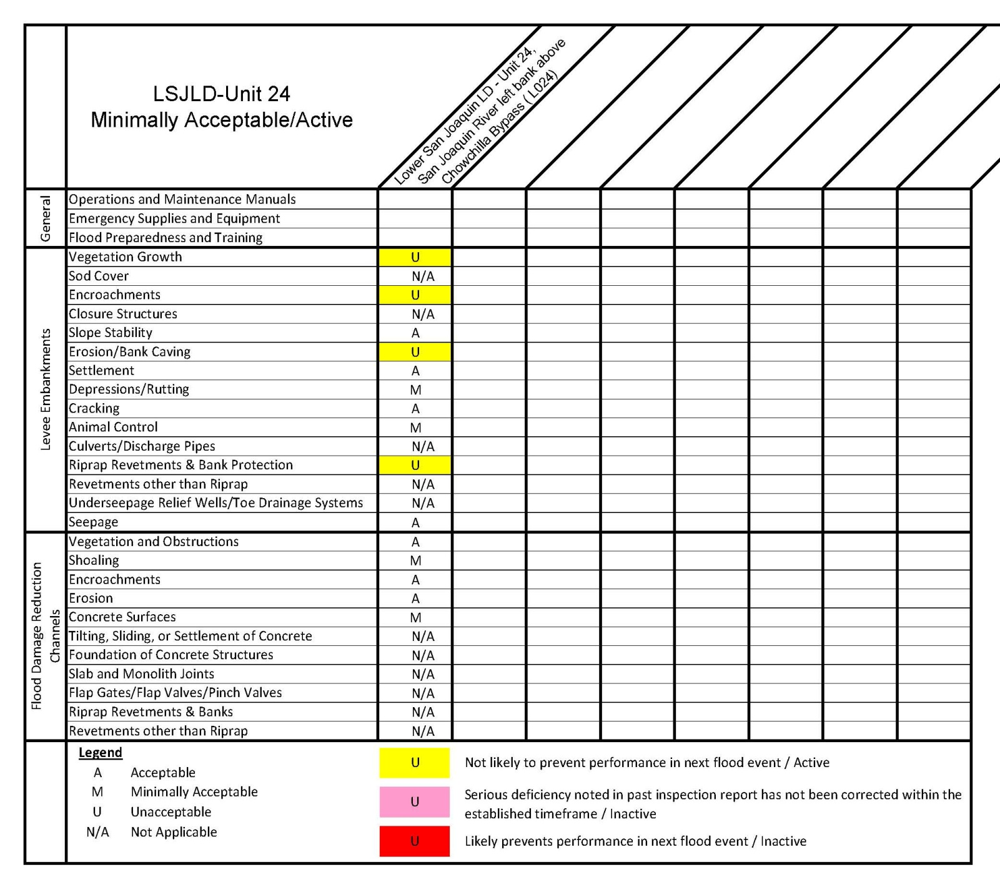 LSJLD-Unit 24
Minimally Acceptable/Active
Lower San Joaquin LD - Unit 24,
San Joaquin River left bank above
Chowchilla Bypass ( L024)
General
Operations and Maintenance Manuals
Emergency Supplies and Equipment
Flood Preparedness and Training
Levee Embankments
Vegetation Growth U
Sod Cover N/A
Encroachments U
Closure Structures N/A
Slope Stability A
Erosion/Bank Caving U
Settlement A
Depressions/Rutting M
Cracking A
Animal Control M
Culverts/Discharge Pipes N/A
Riprap Revetments & Bank Protection U
Revetments other than Riprap N/A
Underseepage Relief Wells/Toe Drainage Systems N/A
Seepage A
Flood Damage Reduction
Channels
Vegetation and Obstructions A
Shoaling M
Encroachments A
Erosion A
Concrete Surfaces M
Tilting, Sliding, or Settlement of Concrete N/A
Foundation of Concrete Structures N/A
Slab and Monolith Joints N/A
Flap Gates/Flap Valves/Pinch Valves N/A
Riprap Revetments & Banks N/A
Revetments other than Riprap N/A
Legend
A Acceptable
M Minimally Acceptable
U Unacceptable
N/A Not Applicable
U Not likely to prevent performance in next flood event / Active
U Serious deficiency noted in past inspection report has not been corrected within the
established timeframe / Inactive
U Likely prevents performance in next flood event / Inactive